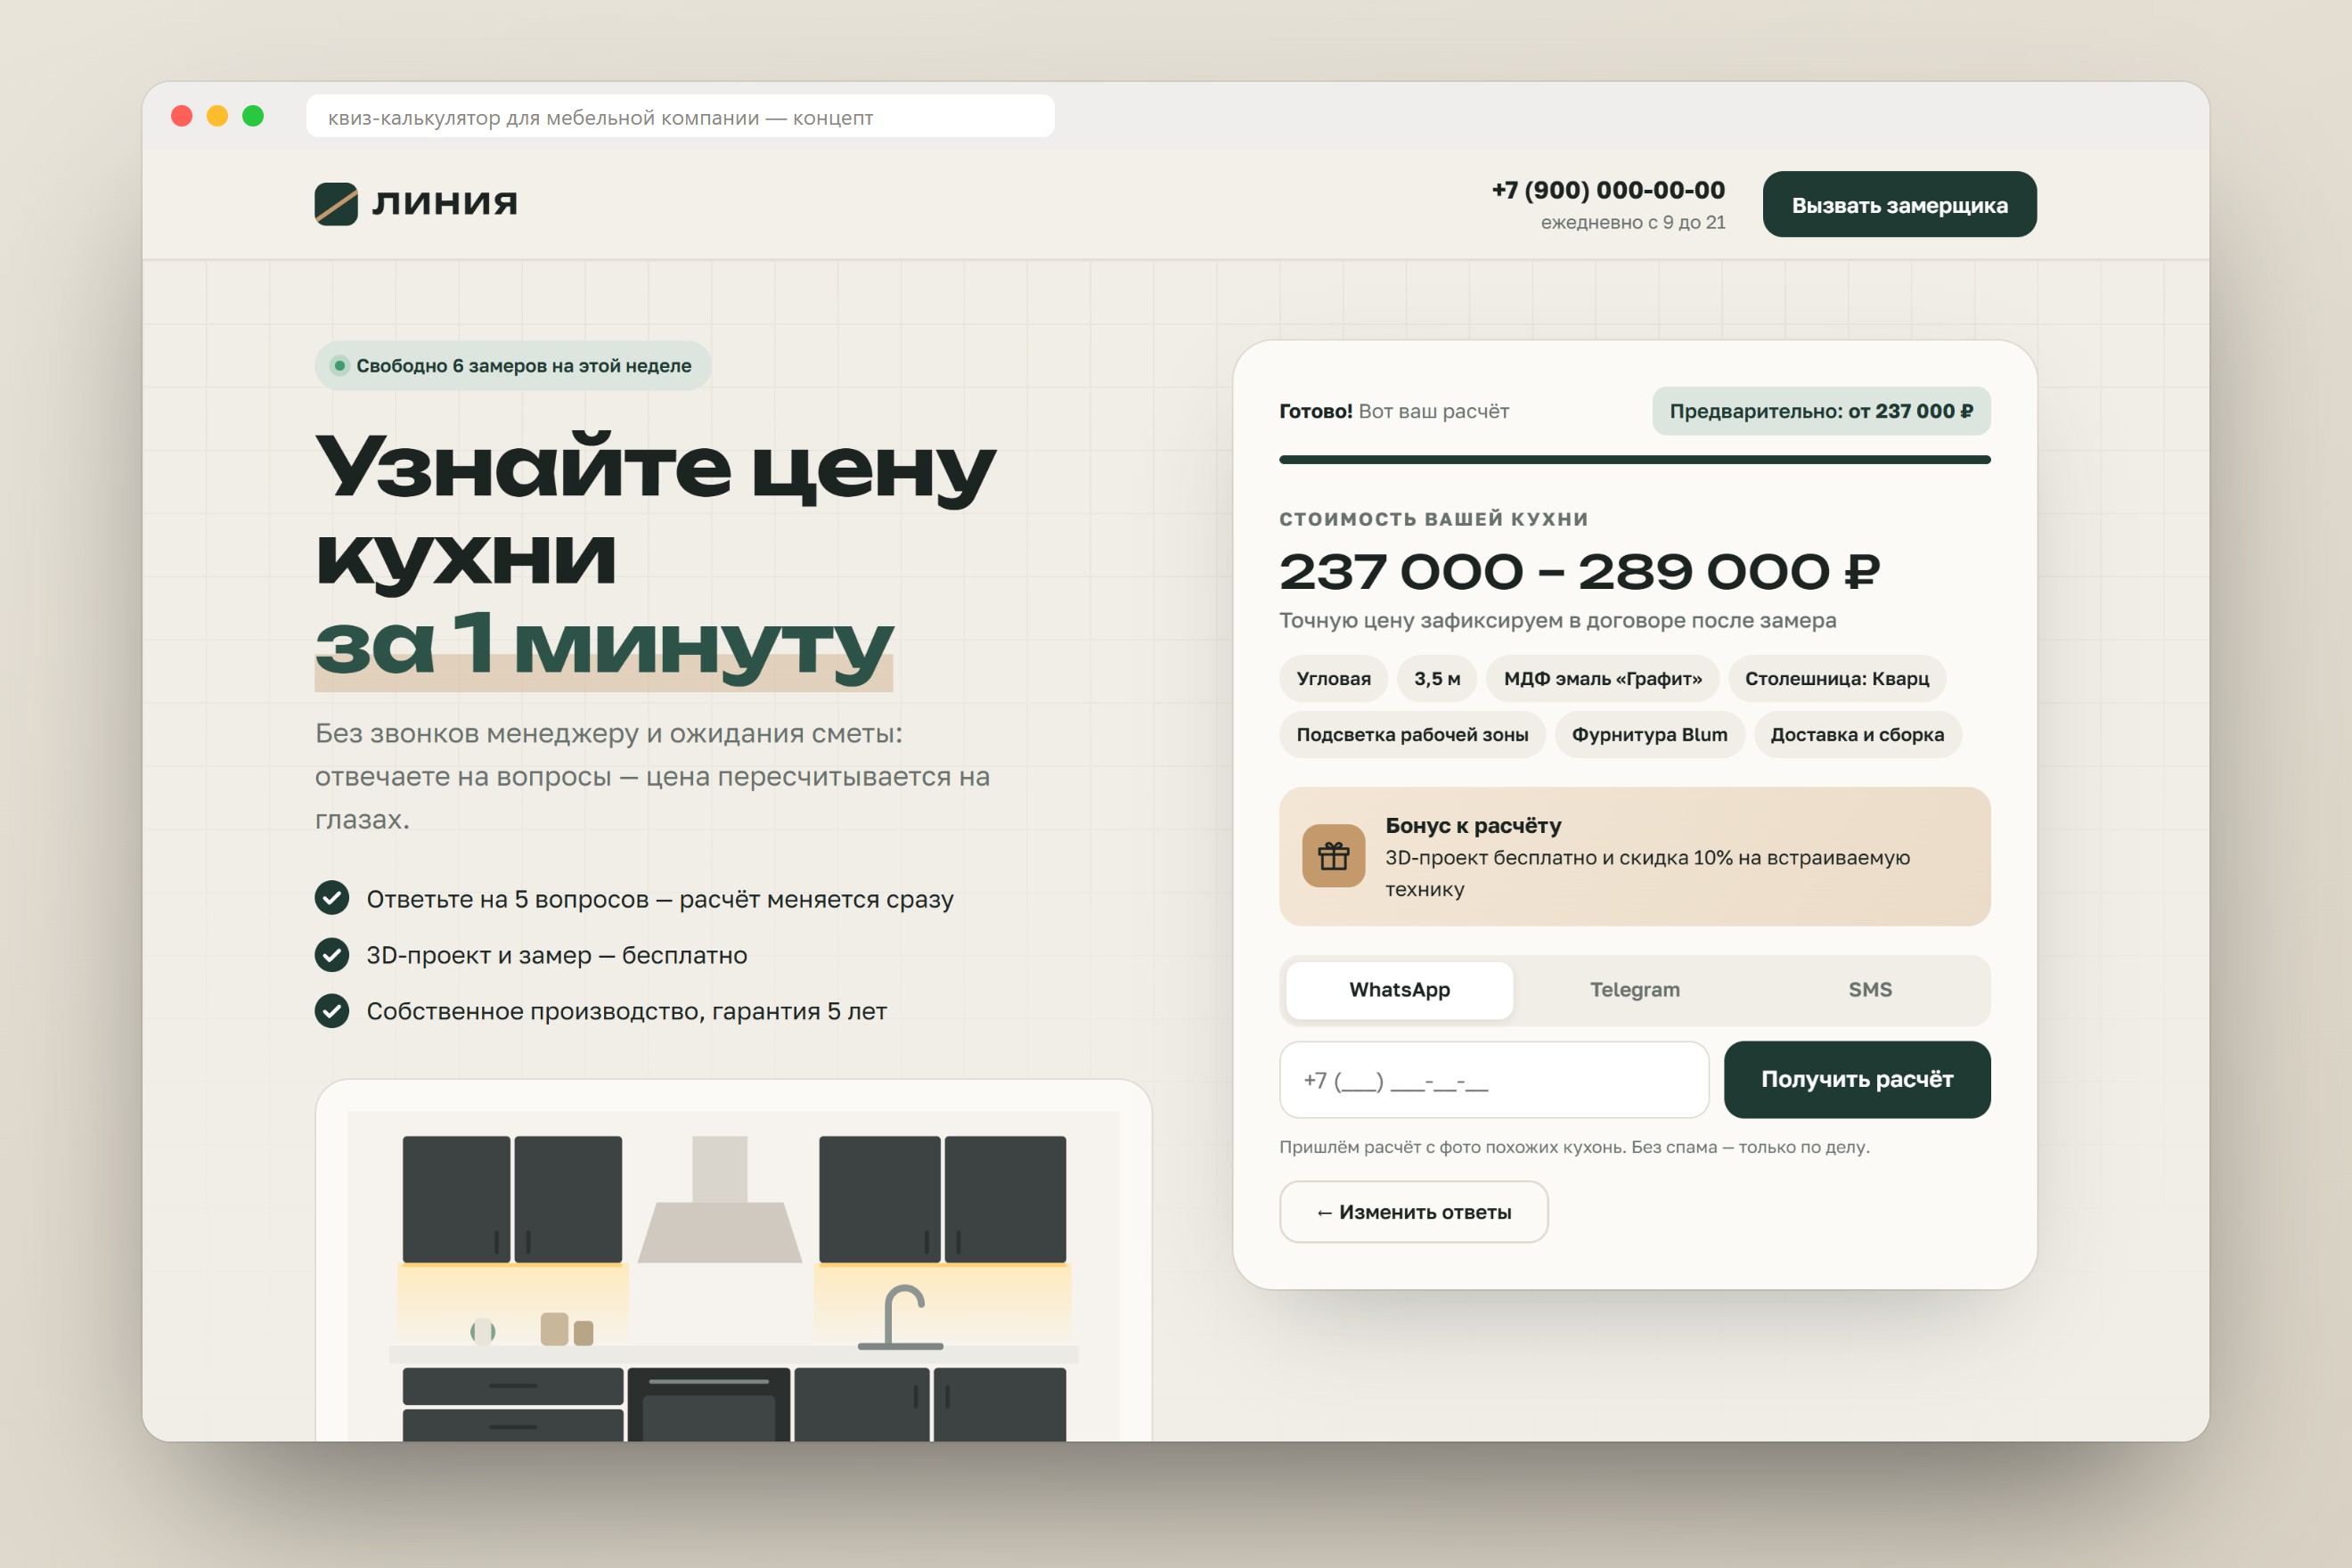 квиз-калькулятор для мебельной компании — концепт
ЛИНИЯ
+7 (900) 000-00-00
ежедневно с 9 до 21
Вызвать замерщика
Свободно 6 замеров на этой неделе
Узнайте цену
кухни
за 1 минуту
Без звонков менеджеру и ожидания сметы:
отвечаете на вопросы — цена пересчитывается на
глазах.
Ответьте на 5 вопросов — расчёт меняется сразу
3D-проект и замер — бесплатно
Собственное производство, гарантия 5 лет
Готово! Вот ваш расчёт
Предварительно: от 237 000 ₽
СТОИМОСТЬ ВАШЕЙ КУХНИ
237 000 – 289 000 ₽
Точную цену зафиксируем в договоре после замера
Угловая
3,5 м
МДФ эмаль «Графит»
Столешница: Кварц
Подсветка рабочей зоны
Фурнитура Blum
Доставка и сборка
Бонус к расчёту
3D-проект бесплатно и скидка 10% на встраиваемую
технику
WhatsApp
Telegram
SMS
+7 (___) ___-__-__
Получить расчёт
Пришлём расчёт с фото похожих кухонь. Без спама — только по делу.
← Изменить ответы